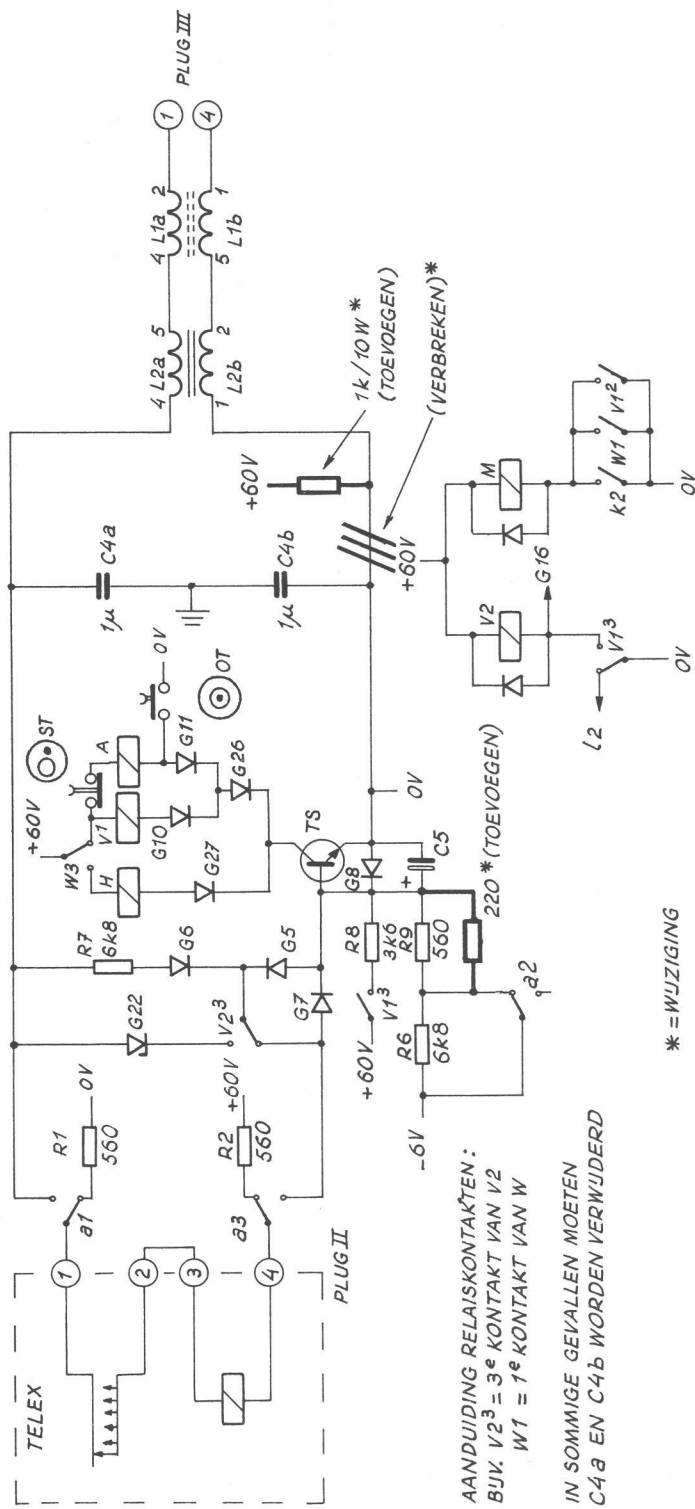 TELEX
1
2
3
4
PLUG II
a1
a3
R1
560
0V
+60V
R2
560
G22
V2³
R7
6k8
G6
G5
G7
+60V
W3
H
V1
A
ST
OT
0V
G27
G10
G11
G26
TS
G8
+60V
V1³
R8
3k6
R9
560
R6
6k8
-6V
a2
+
C5
220 * (TOEVOEGEN)
0V
1µ
C4a
1µ
C4b
+60V
1k/10W *
(TOEVOEGEN)
(VERBREKEN)*
4 L2a 5
1 L2b 2
4 L1a 2
5 L1b 1
1
4
PLUG III
+60V
V2
M
G16
V1³
l2
0V
k2
W1
V1²
0V
AANDUIDING RELAISKONTAKTEN :
BIJV. V2³ = 3ᵉ KONTAKT VAN V2
W1 = 1ᵉ KONTAKT VAN W
IN SOMMIGE GEVALLEN MOETEN
C4a EN C4b WORDEN VERWIJDERD
* = WIJZIGING